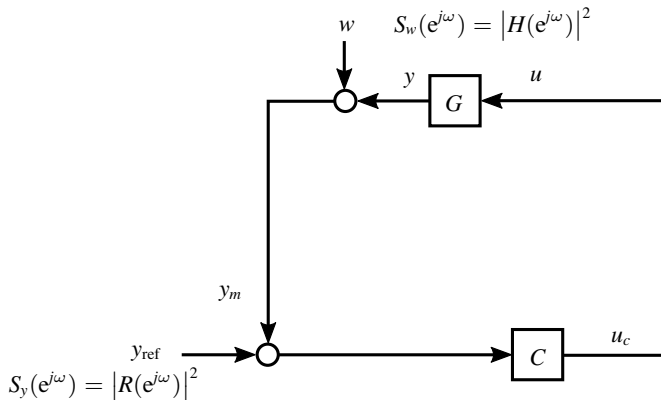 w S_w(e^{jω}) = |H(e^{jω})|^2
y G u
y_m
y_ref C u_c
S_y(e^{jω}) = |R(e^{jω})|^2